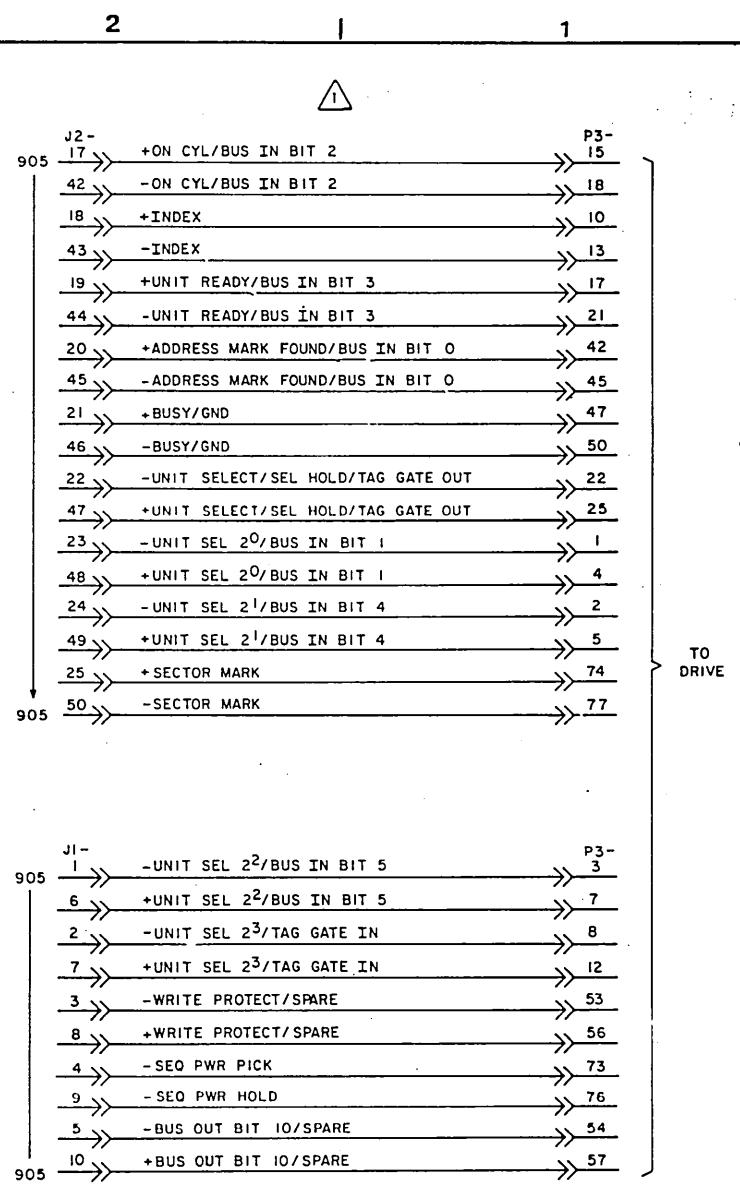 2 | 1
1
J2- P3-
905 17 +ON CYL/BUS IN BIT 2 15
42 -ON CYL/BUS IN BIT 2 18
18 +INDEX 10
43 -INDEX 13
19 +UNIT READY/BUS IN BIT 3 17
44 -UNIT READY/BUS IN BIT 3 21
20 +ADDRESS MARK FOUND/BUS IN BIT 0 42
45 -ADDRESS MARK FOUND/BUS IN BIT 0 45
21 +BUSY/GND 47
46 -BUSY/GND 50
22 -UNIT SELECT/SEL HOLD/TAG GATE OUT 22
47 +UNIT SELECT/SEL HOLD/TAG GATE OUT 25
23 -UNIT SEL 2⁰/BUS IN BIT 1 1
48 +UNIT SEL 2⁰/BUS IN BIT 1 4
24 -UNIT SEL 2¹/BUS IN BIT 4 2
49 +UNIT SEL 2¹/BUS IN BIT 4 5
25 +SECTOR MARK 74
905 50 -SECTOR MARK 77
TO
DRIVE
J1- P3-
905 1 -UNIT SEL 2²/BUS IN BIT 5 3
6 +UNIT SEL 2²/BUS IN BIT 5 7
2 -UNIT SEL 2³/TAG GATE IN 8
7 +UNIT SEL 2³/TAG GATE IN 12
3 -WRITE PROTECT/SPARE 53
8 +WRITE PROTECT/SPARE 56
4 -SEQ PWR PICK 73
9 -SEQ PWR HOLD 76
5 -BUS OUT BIT 10/SPARE 54
905 10 +BUS OUT BIT 10/SPARE 57